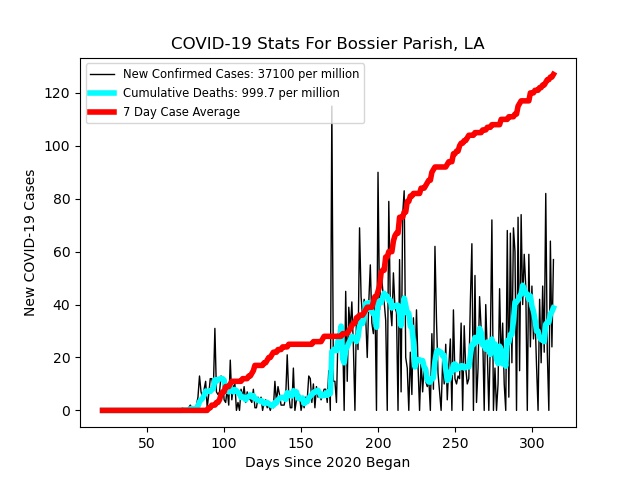 COVID-19 Stats For Bossier Parish, LA
New Confirmed Cases: 37100 per million
Cumulative Deaths: 999.7 per million
7 Day Case Average
New COVID-19 Cases
120
100
80
60
40
20
0
50 100 150 200 250 300
Days Since 2020 Began